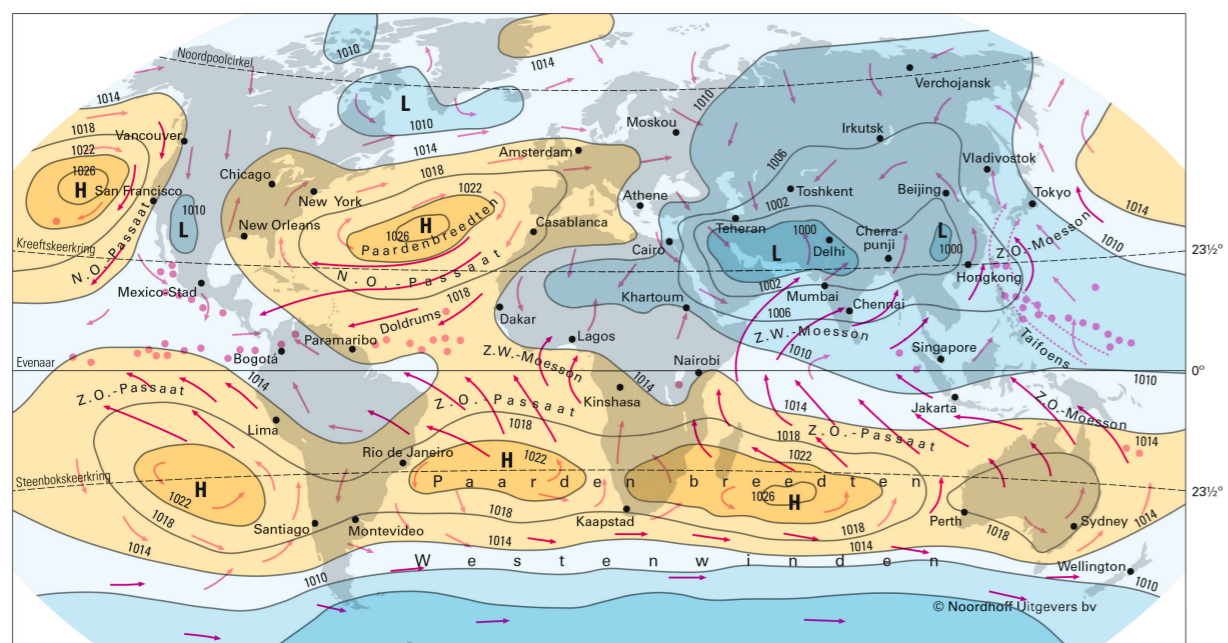 Noordpoolcirkel
1010
1014
Verchojansk
1014
L
1010
1010
1018
Vancouver
Moskou
Irkutsk
1022
1014
Amsterdam
1006
Vladivostok
1026
H
San Francisco
Chicago
1018
1022
New York
Athene
Toshkent
Beijing
Tokyo
1010
L
New Orleans
1026
H
Paardenbreedten
Casablanca
1002
Teheran
1000
Delhi
Cherra-
punji
L
1000
1014
Kreeftskeerkring
N.O.-Passaat
Cairo
L
Z.O.-Moesson
1010
23½°
Mexico-Stad
N.O.-Passaat
1018
Khartoum
1002
Mumbai
Hongkong
1006
Chennai
Doldrums
Dakar
Lagos
Z.W.-Moesson
Taifoens
Paramaribo
Bogotá
Z.W.-Moesson
1010
Singapore
Evenaar
Nairobi
0°
1014
1014
1010
Z.O.-Passaat
Z.O.-Passaat
Kinshasa
Jakarta
Z.O.-Moesson
1014
Lima
1018
1018
Z.O.-Passaat
1014
Rio de Janeiro
H
1022
1022
Steenbokskeerkring
H
Paardenbreedten
1026
H
23½°
1022
1018
Santiago
Montevideo
1018
Kaapstad
1018
Perth
1018
Sydney
1014
1014
1014
1014
Westenwinden
1010
Wellington
1010
© Noordhoff Uitgevers bv